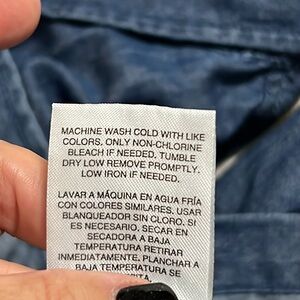 MACHINE WASH COLD WITH LIKE
COLORS, ONLY NON-CHLORINE
BLEACH IF NEEDED. TUMBLE
DRY LOW REMOVE PROMPTLY.
LOW IRON IF NEEDED.
LAVAR A MÁQUINA EN AGUA FRÍA
CON COLORES SIMILARES. USAR
BLANQUEADOR SIN CLORO, SI
ES NECESARIO. SECAR EN
SECADORA A BAJA
TEMPERATURA RETIRAR
INMEDIATAMENTE. PLANCHAR A
BAJA TEMPERATURA SE